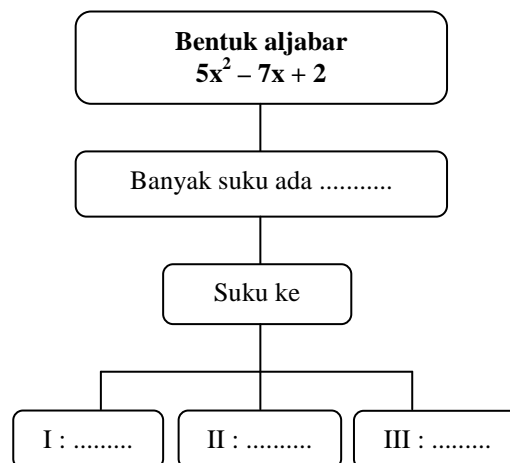 Bentuk aljabar
5x² – 7x + 2
Banyak suku ada ...........
Suku ke
I : .........
II : ..........
III : .........